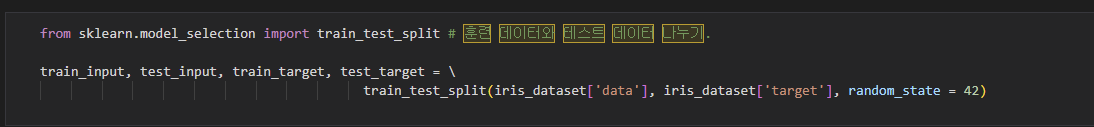 from sklearn.model_selection import train_test_split # 훈련 데이터와 테스트 데이터 나누기.
train_input, test_input, train_target, test_target = \
train_test_split(iris_dataset['data'], iris_dataset['target'], random_state = 42)